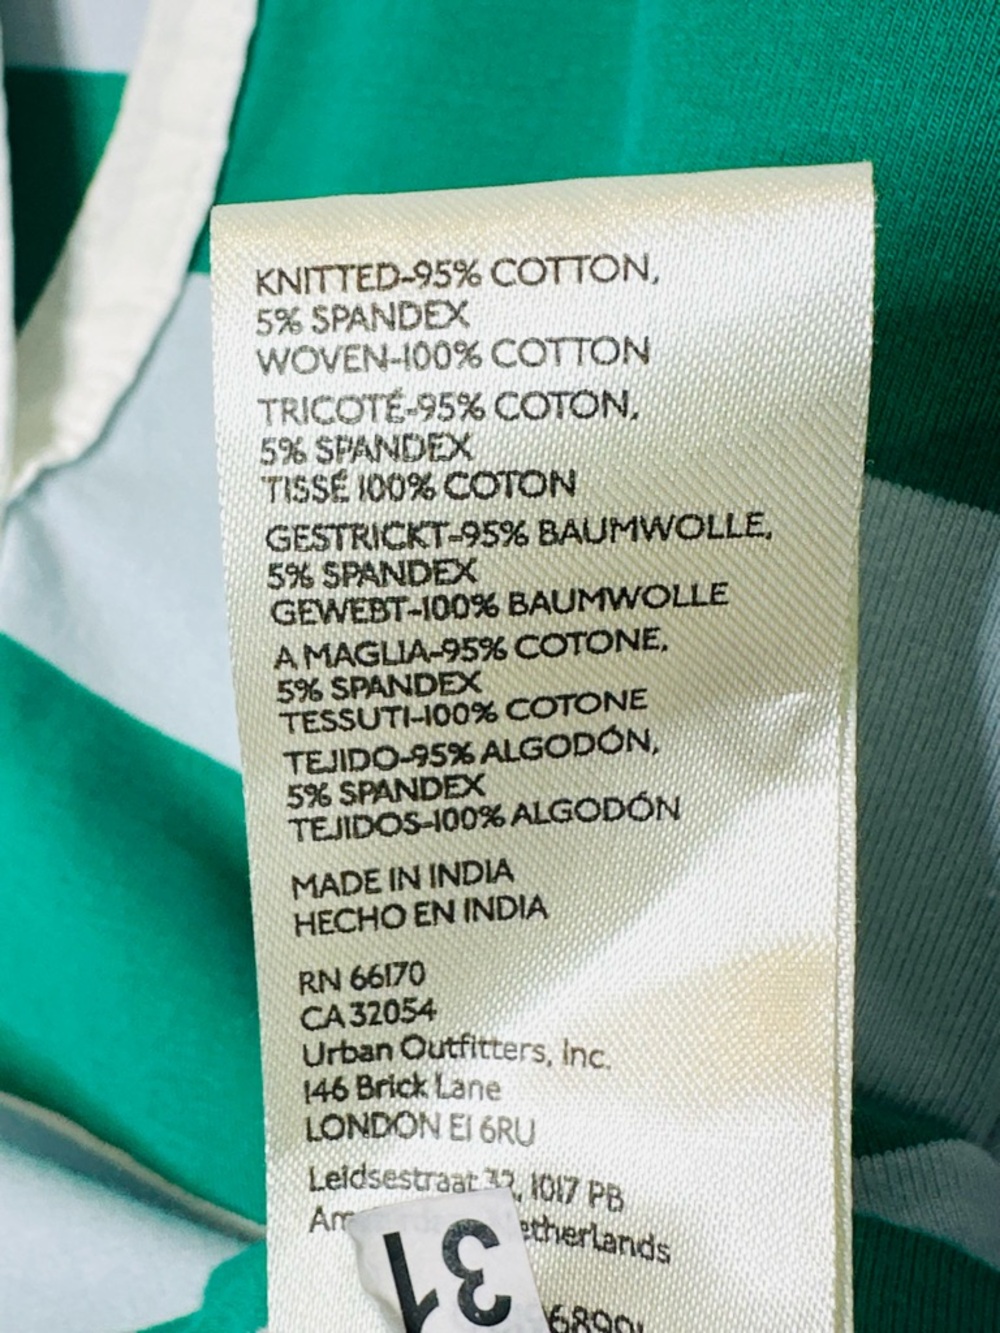 KNITTED-95% COTTON,
5% SPANDEX
WOVEN-100% COTTON
TRICOTÉ-95% COTON,
5% SPANDEX
TISSÉ 100% COTON
GESTRICKT-95% BAUMWOLLE,
5% SPANDEX
GEWEBT-100% BAUMWOLLE
A MAGLIA-95% COTONE,
5% SPANDEX
TESSUTI-100% COTONE
TEJIDO-95% ALGODÓN,
5% SPANDEX
TEJIDOS-100% ALGODÓN
MADE IN INDIA
HECHO EN INDIA
RN 66170
CA 32054
Urban Outfitters, Inc.
146 Brick Lane
LONDON E1 6RU
Leidsestraat 32, 1017 PB
31